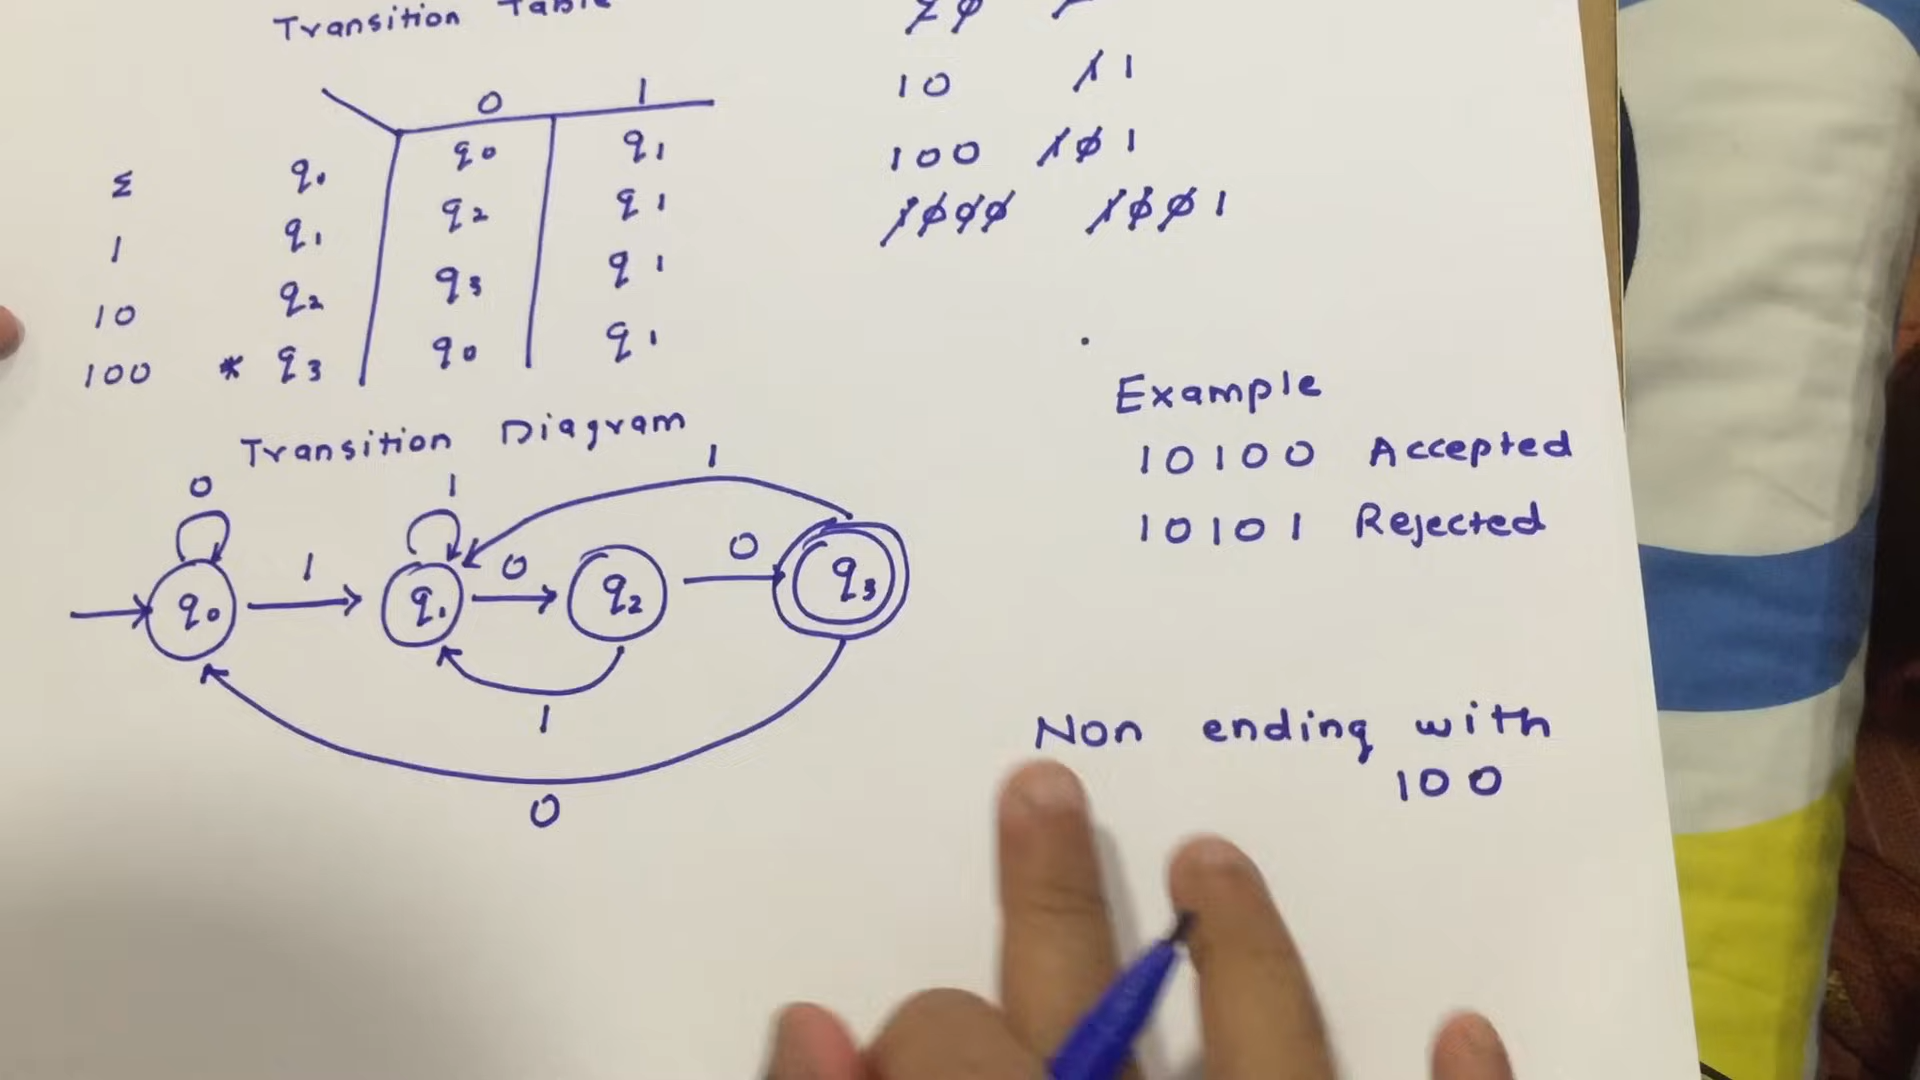 Transition Table
0 1
Σ q0 q0 q1
1 q1 q2 q1
10 q2 q3 q1
100 * q3 q0 q1
10 11
100 101
1000 1001
Transition Diagram
0 1 1
q0 1 q1 0 q2 0 q3
1
0
Example
10100 Accepted
10101 Rejected
Non ending with
100